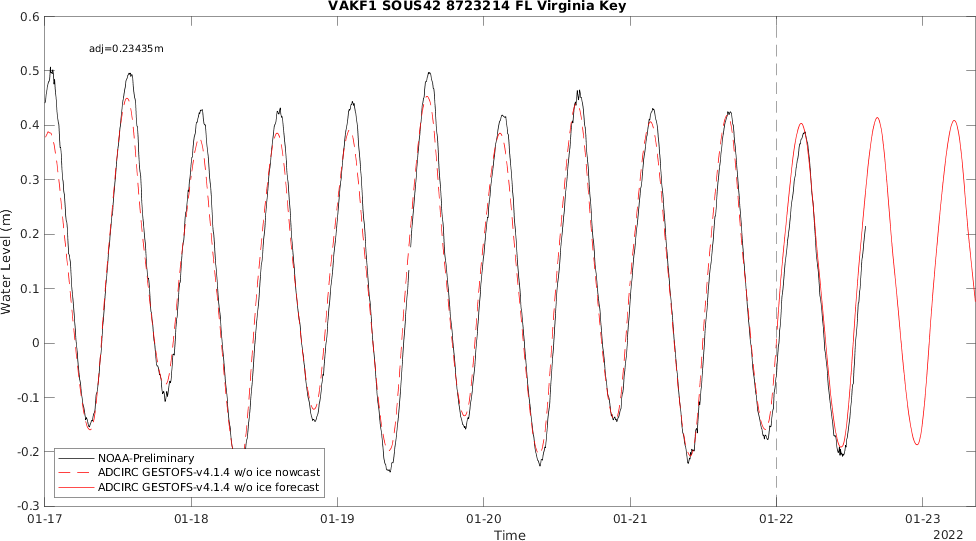 VAKF1 SOUS42 8723214 FL Virginia Key
adj=0.23435m
Water Level (m)
0.6
0.5
0.4
0.3
0.2
0.1
0
-0.1
-0.2
-0.3
NOAA-Preliminary
ADCIRC GESTOFS-v4.1.4 w/o ice nowcast
ADCIRC GESTOFS-v4.1.4 w/o ice forecast
01-17 01-18 01-19 01-20 01-21 01-22 01-23
Time
2022